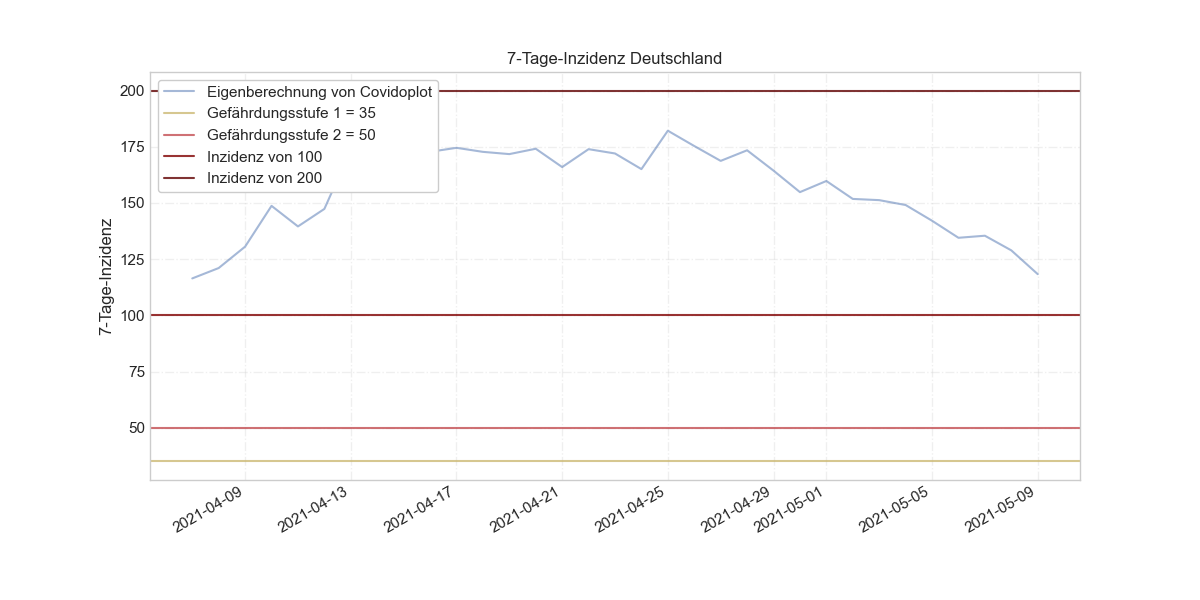 7-Tage-Inzidenz Deutschland
Eigenberechnung von Covidoplot
Gefährdungsstufe 1 = 35
Gefährdungsstufe 2 = 50
Inzidenz von 100
Inzidenz von 200
7-Tage-Inzidenz
200
175
150
125
100
75
50
2021-04-09
2021-04-13
2021-04-17
2021-04-21
2021-04-25
2021-04-29
2021-05-01
2021-05-05
2021-05-09